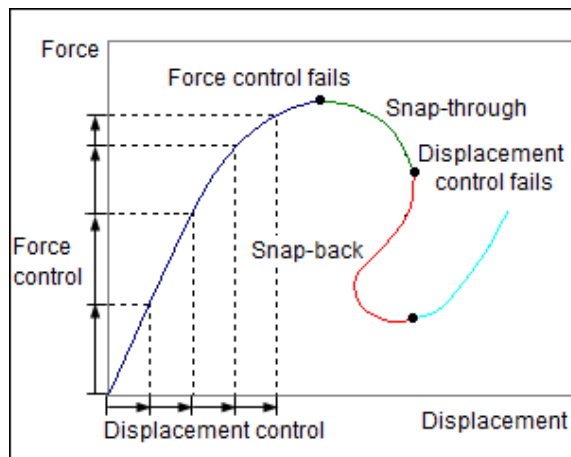 Force
Force control fails
Snap-through
Displacement
control fails
Force
control
Snap-back
Displacement control
Displacement